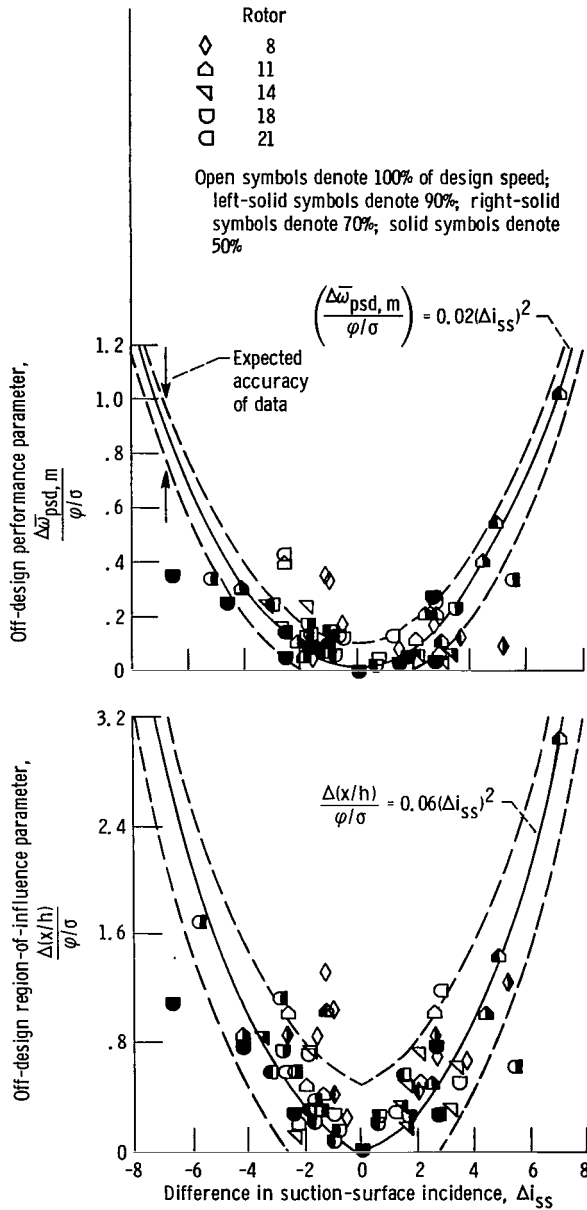 Rotor
8
11
14
18
21
Open symbols denote 100% of design speed;
left-solid symbols denote 90%; right-solid
symbols denote 70%; solid symbols denote
50%
(Δω̅psd, m / φ/σ) = 0.02(Δiss)2
Expected
accuracy
of data
Off-design performance parameter,
Δω̅psd, m
φ/σ
1.2
1.0
.8
.6
.4
.2
0
Off-design region-of-influence parameter,
Δ(x/h)
φ/σ
3.2
2.4
1.6
.8
0
Δ(x/h) / φ/σ = 0.06(Δiss)2
-8 -6 -4 -2 0 2 4 6 8
Difference in suction-surface incidence, Δiss